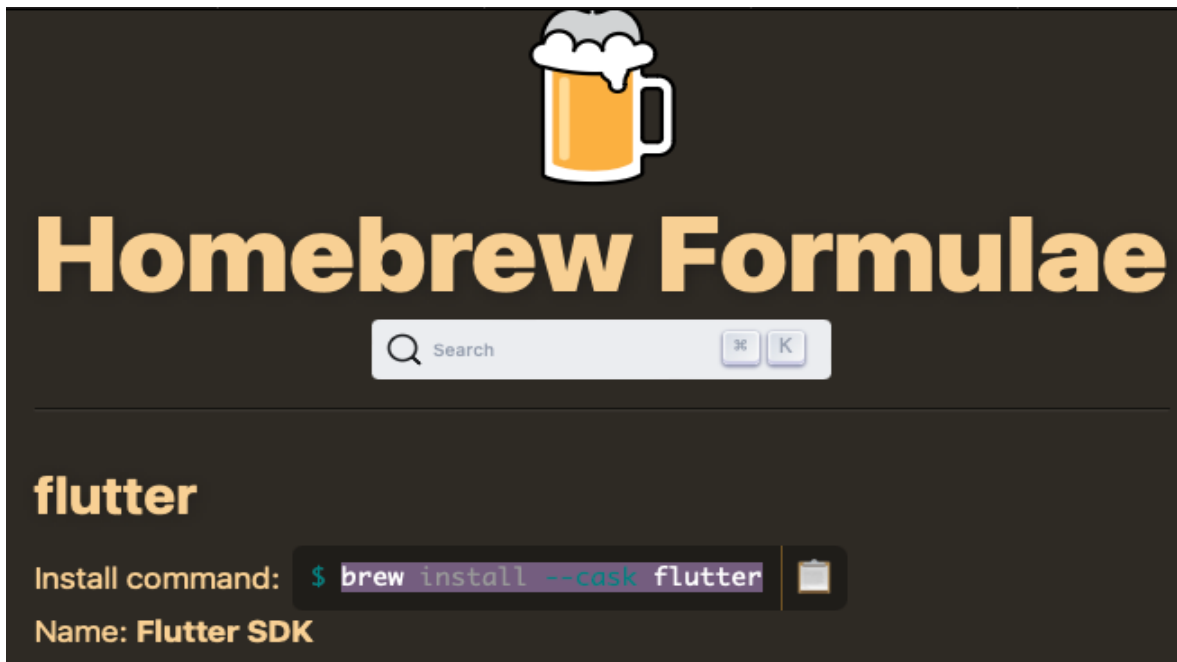 Homebrew Formulae
Search ⌘ K
flutter
Install command: $ brew install --cask flutter
Name: Flutter SDK